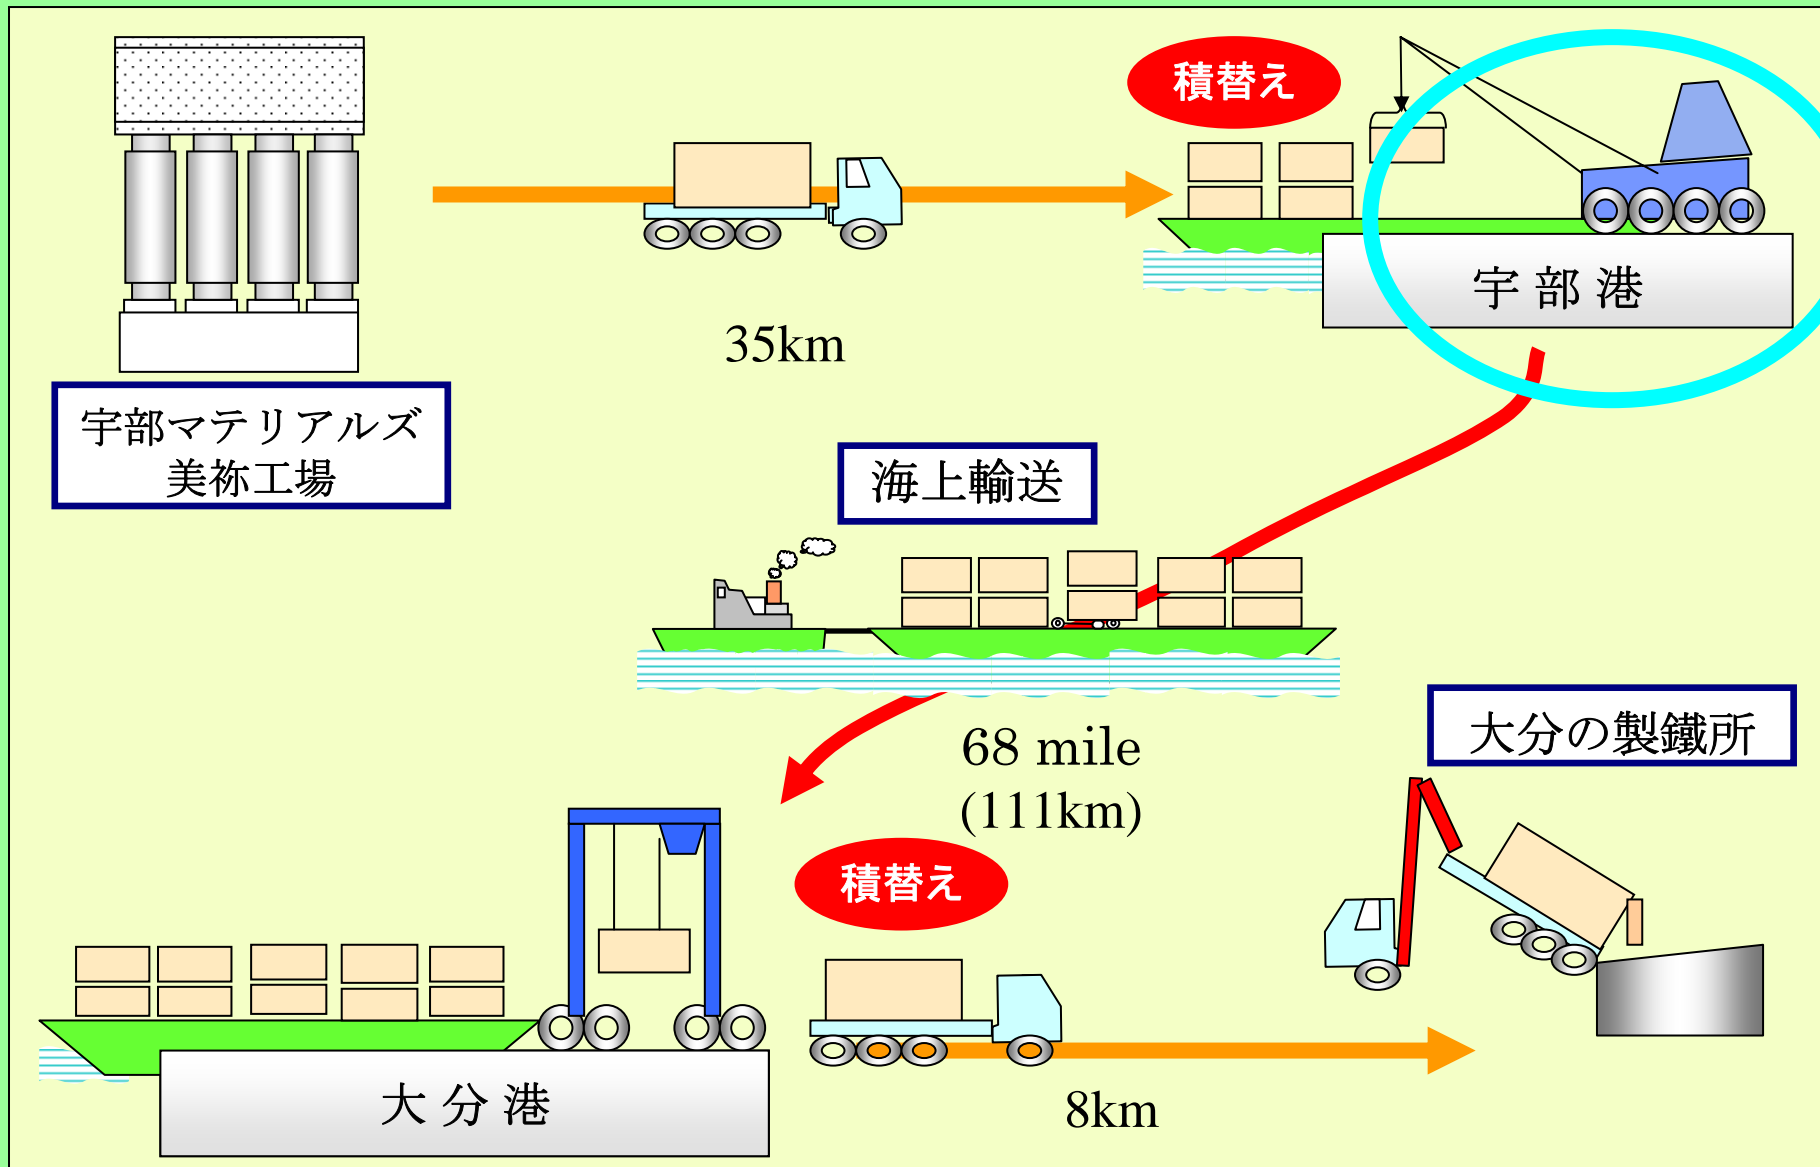 積替え
宇部港
35km
宇部マテリアルズ
美祢工場
海上輸送
68 mile
(111km)
大分の製鐵所
積替え
大分港
8km